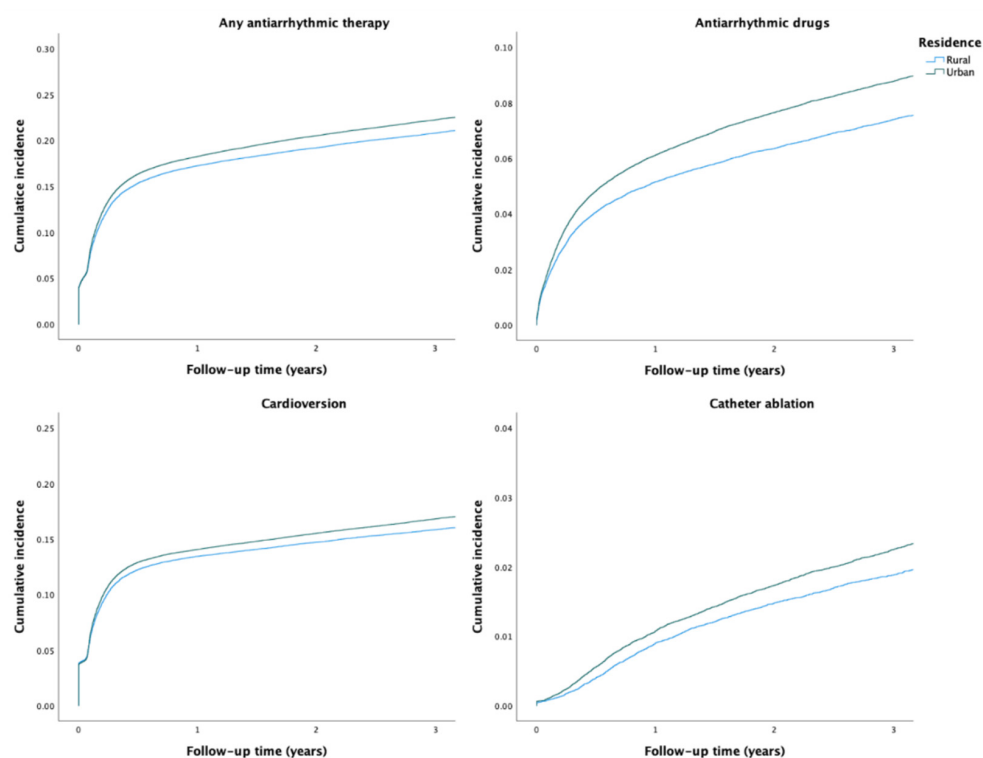 Any antiarrhythmic therapy
Cumulatice incidence
0.30
0.25
0.20
0.15
0.10
0.05
0.00
0 1 2 3
Follow-up time (years)
Antiarrhythmic drugs
Cumulative incidence
0.10
0.08
0.06
0.04
0.02
0.00
0 1 2 3
Follow-up time (years)
Residence
Rural
Urban
Cardioversion
Cumulative incidence
0.25
0.20
0.15
0.10
0.05
0.00
0 1 2 3
Follow-up time (years)
Catheter ablation
Cumulative incidence
0.04
0.03
0.02
0.01
0.00
0 1 2 3
Follow-up time (years)